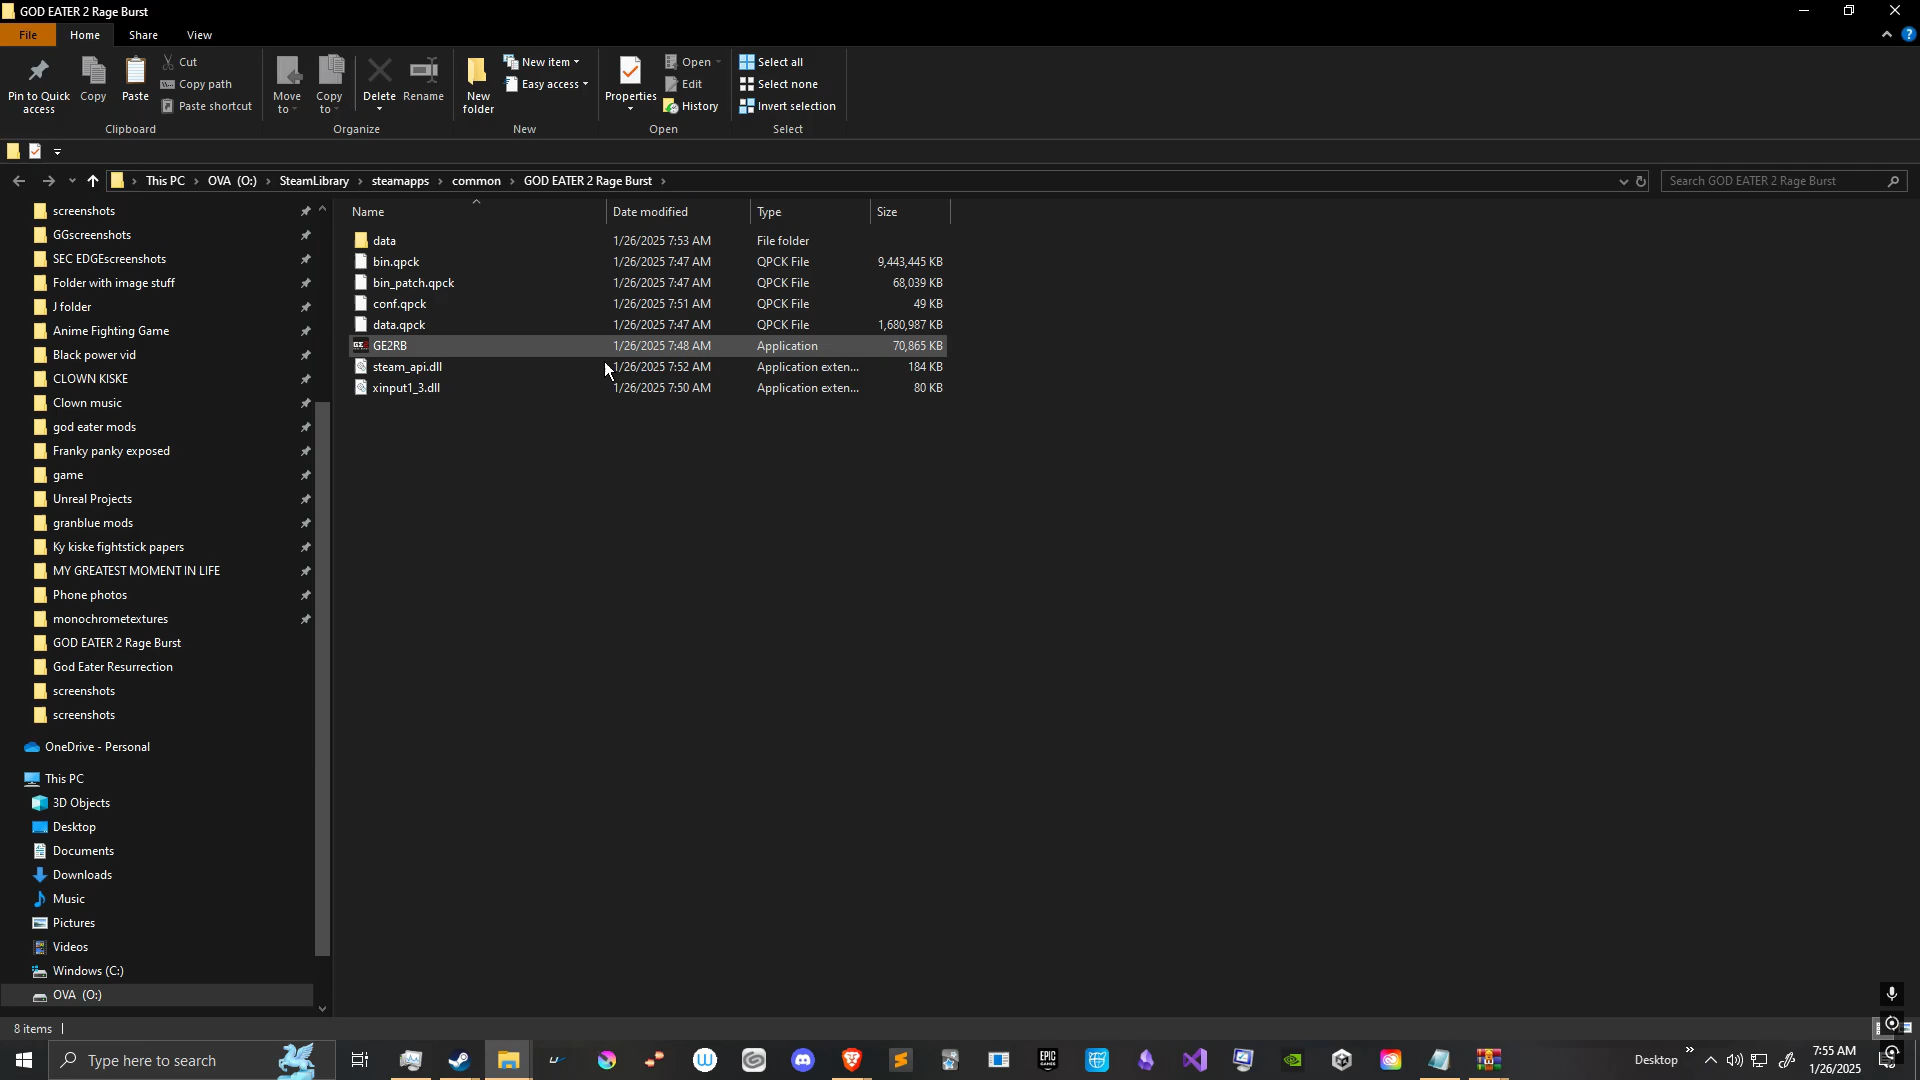 GOD EATER 2 Rage Burst
File
Home
Share
View
Pin to Quick access
Copy
Paste
Cut
Copy path
Paste shortcut
Clipboard
Move to
Copy to
Delete
Rename
Organize
New folder
New item
Easy access
New
Properties
Open
Edit
History
Open
Select all
Select none
Invert selection
Select
This PC > OVA (O:) > SteamLibrary > steamapps > common > GOD EATER 2 Rage Burst >
Search GOD EATER 2 Rage Burst
screenshots
GGscreenshots
SEC EDGEscreenshots
Folder with image stuff
J folder
Anime Fighting Game
Black power vid
CLOWN KISKE
Clown music
god eater mods
Franky panky exposed
game
Unreal Projects
granblue mods
Ky kiske fightstick papers
MY GREATEST MOMENT IN LIFE
Phone photos
monochrometextures
GOD EATER 2 Rage Burst
God Eater Resurrection
screenshots
screenshots
OneDrive - Personal
This PC
3D Objects
Desktop
Documents
Downloads
Music
Pictures
Videos
Windows (C:)
OVA (O:)
Name Date modified Type Size
data 1/26/2025 7:53 AM File folder
bin.qpck 1/26/2025 7:47 AM QPCK File 9,443,445 KB
bin_patch.qpck 1/26/2025 7:47 AM QPCK File 68,039 KB
conf.qpck 1/26/2025 7:51 AM QPCK File 49 KB
data.qpck 1/26/2025 7:47 AM QPCK File 1,680,987 KB
GE2RB 1/26/2025 7:48 AM Application 70,865 KB
steam_api.dll 1/26/2025 7:52 AM Application exten... 184 KB
xinput1_3.dll 1/26/2025 7:50 AM Application exten... 80 KB
8 items
Type here to search
Desktop
7:55 AM
1/26/2025